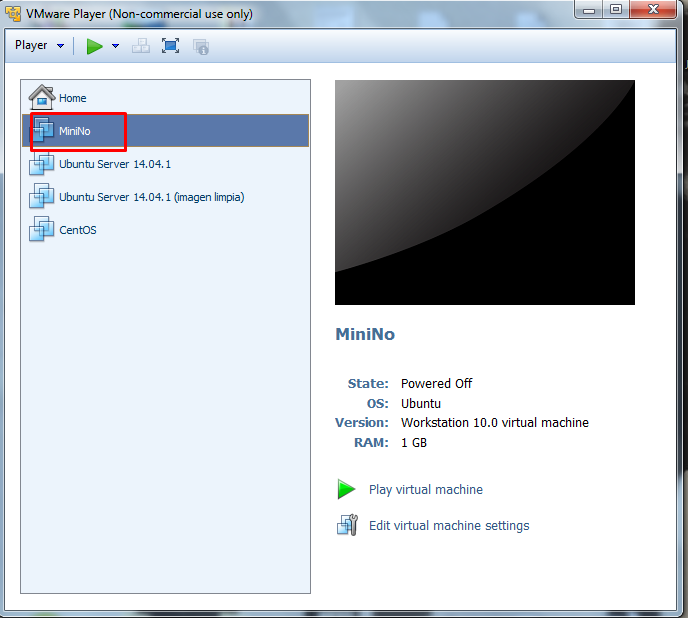 VMware Player (Non-commercial use only)
Player
Home
MiniNo
Ubuntu Server 14.04.1
Ubuntu Server 14.04.1 (imagen limpia)
CentOS
MiniNo
State: Powered Off
OS: Ubuntu
Version: Workstation 10.0 virtual machine
RAM: 1 GB
Play virtual machine
Edit virtual machine settings